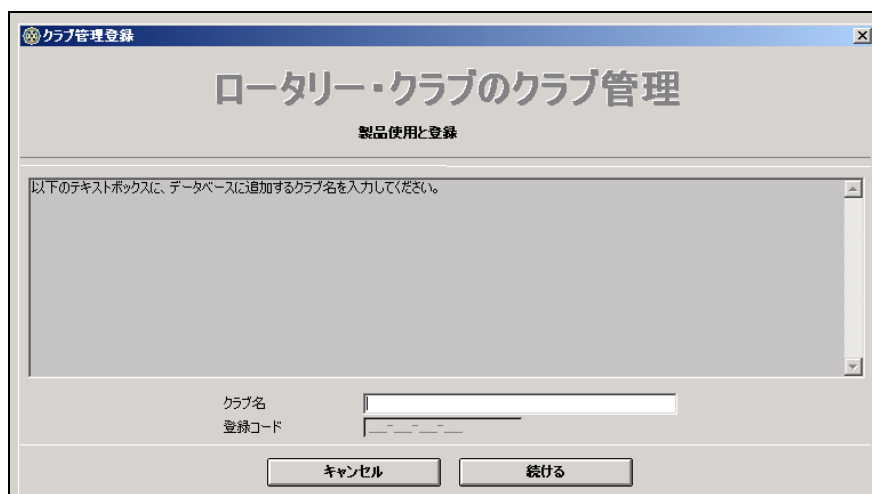 クラブ管理登録
ロータリー・クラブのクラブ管理
製品使用と登録
以下のテキストボックスに、データベースに追加するクラブ名を入力してください。
クラブ名
登録コード
__-__-__-__
キャンセル
続ける